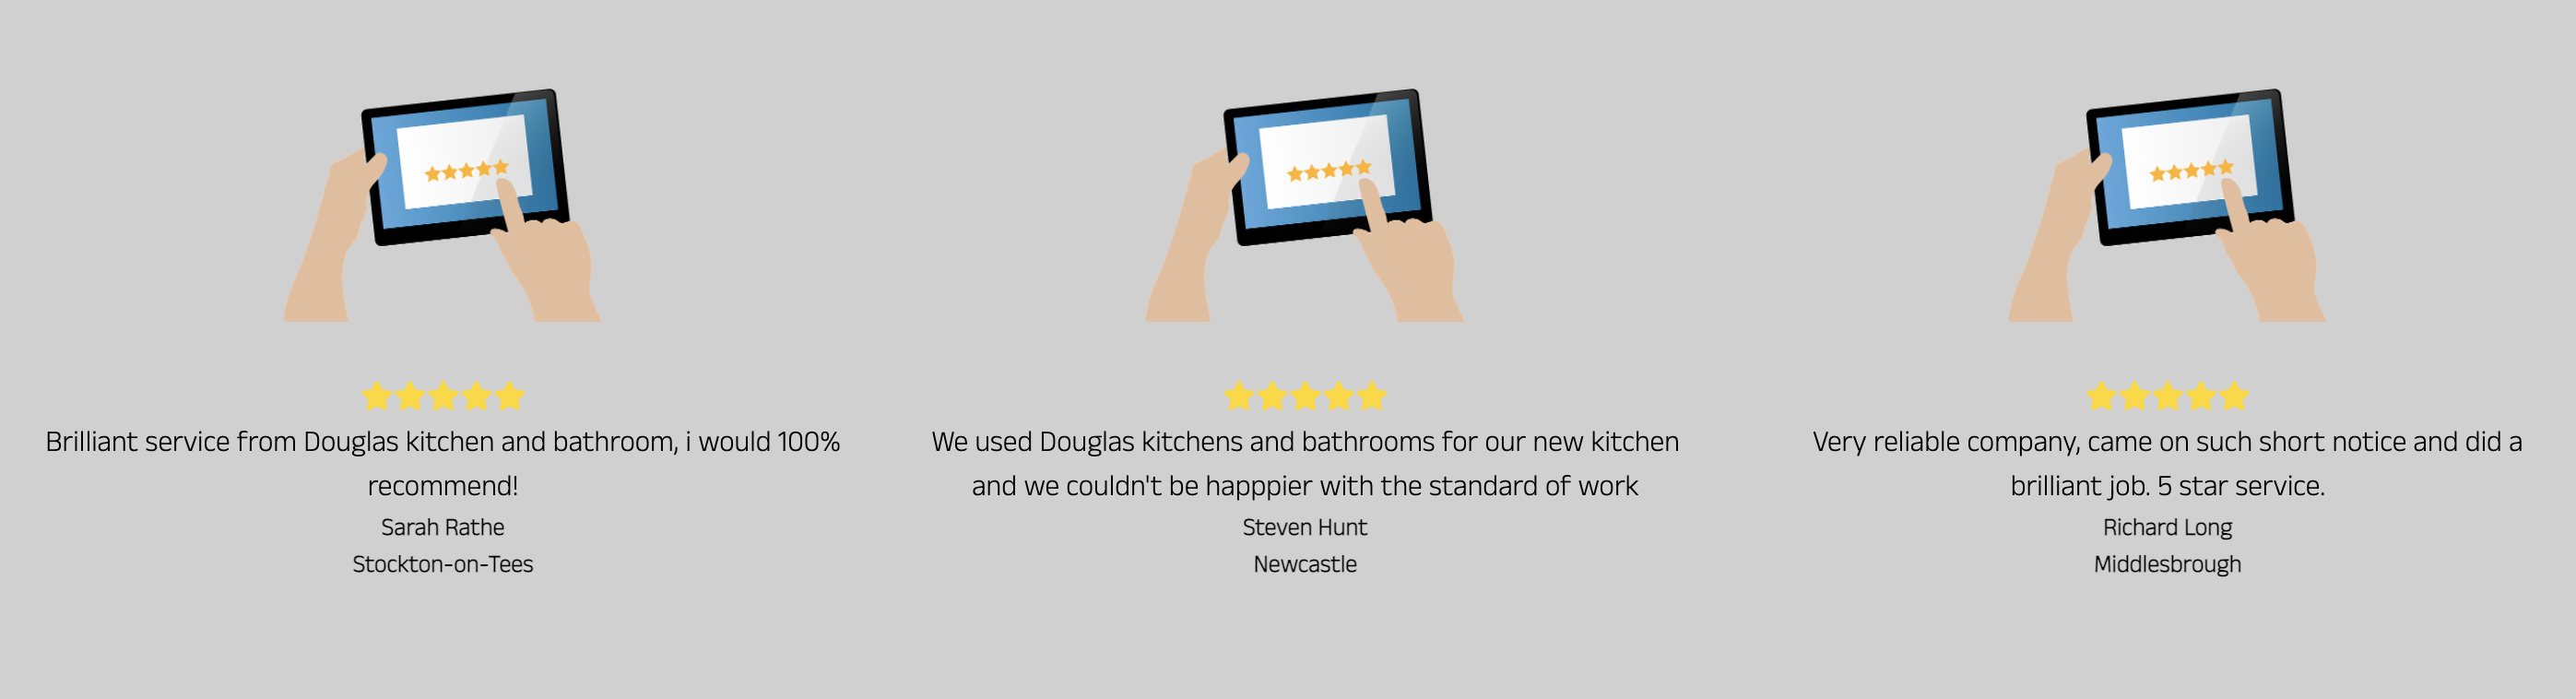 Brilliant service from Douglas kitchen and bathroom, i would 100%
recommend!
Sarah Rathe
Stockton-on-Tees
We used Douglas kitchens and bathrooms for our new kitchen
and we couldn't be happpier with the standard of work
Steven Hunt
Newcastle
Very reliable company, came on such short notice and did a
brilliant job. 5 star service.
Richard Long
Middlesbrough